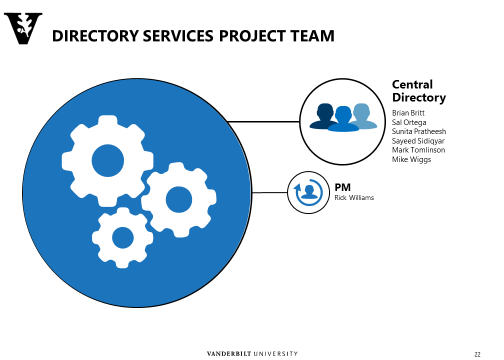 V
DIRECTORY SERVICES PROJECT TEAM
Central
Directory
Brian Britt
Sal Ortega
Sunita Pratheesh
Sayeed Sidiqyar
Mark Tomlinson
Mike Wiggs
PM
Rick Williams
VANDERBILT UNIVERSITY
22